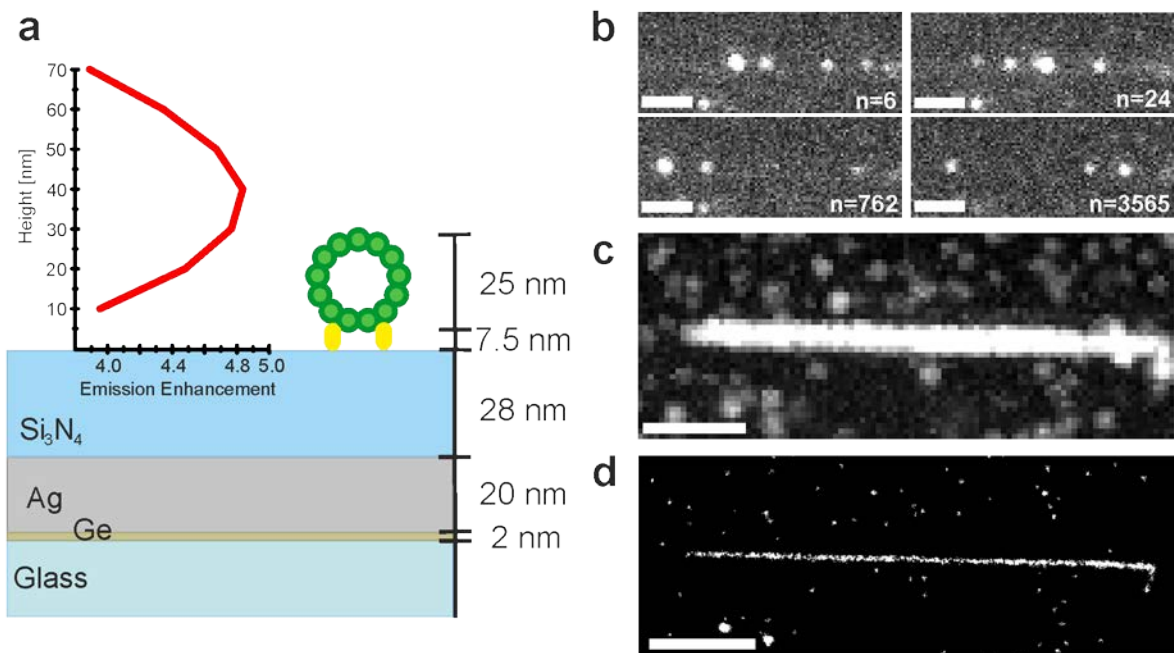 a
70
60
50
40
30
20
10
Height [nm]
4.0 4.4 4.8 5.0
Emission Enhancement
25 nm
7.5 nm
28 nm
20 nm
2 nm
Si₃N₄
Ag
Ge
Glass
b
n=6
n=24
n=762
n=3565
c
d